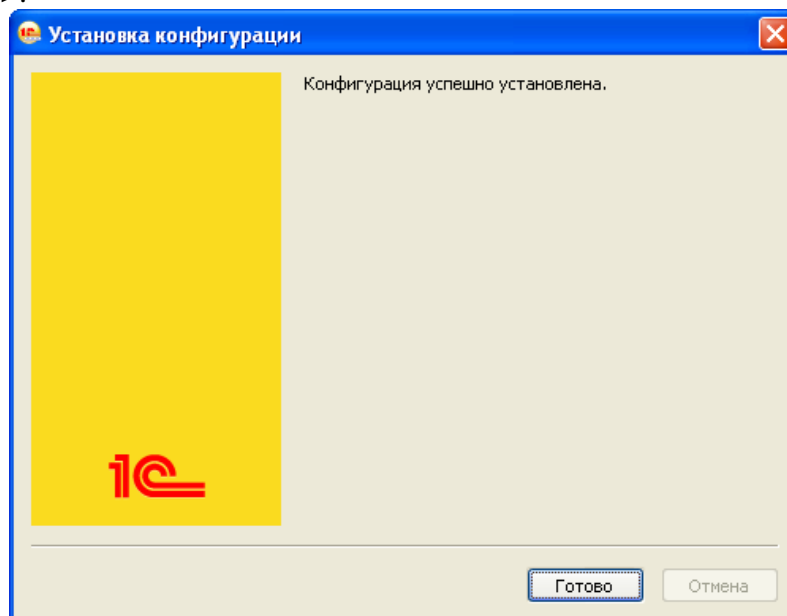 Установка конфигурации
Конфигурация успешно установлена.
1С
Готово
Отмена